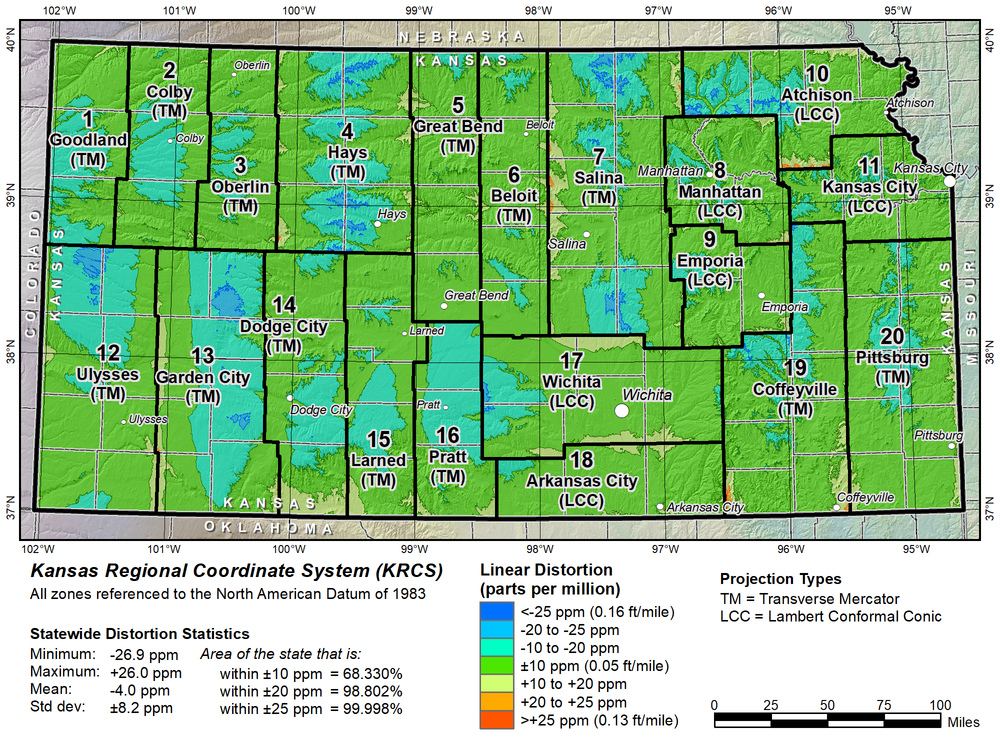 102°W 101°W 100°W 99°W 98°W 97°W 96°W 95°W
40°N
40°N
NEBRASKA
KANSAS
Oberlin
2
Colby
(TM)
10
Atchison
(LCC)
Atchison
1
Goodland
(TM)
5
Great Bend
(TM)
Beloit
4
Hays
(TM)
Colby
3
Oberlin
(TM)
7
Salina
(TM)
6
Beloit
(TM)
Manhattan
8
Manhattan
(LCC)
11
Kansas City
(LCC)
Kansas City
39°N
39°N
Hays
Salina
COLORADO
KANSAS
9
Emporia
(LCC)
Emporia
KANSAS
MISSOURI
Great Bend
14
Dodge City
(TM)
Larned
38°N
38°N
12
Ulysses
(TM)
13
Garden City
(TM)
17
Wichita
(LCC)
Wichita
19
Coffeyville
(TM)
20
Pittsburg
(TM)
Dodge City
Pratt
Ulysses
15
Larned
(TM)
16
Pratt
(TM)
18
Arkansas City
(LCC)
Pittsburg
Coffeyville
Arkansas City
37°N
37°N
KANSAS
OKLAHOMA
102°W 101°W 100°W 99°W 98°W 97°W 96°W 95°W
Kansas Regional Coordinate System (KRCS)
All zones referenced to the North American Datum of 1983
Statewide Distortion Statistics
Minimum: -26.9 ppm
Maximum: +26.0 ppm
Mean: -4.0 ppm
Std dev: ±8.2 ppm
Area of the state that is:
within ±10 ppm = 68.330%
within ±20 ppm = 98.802%
within ±25 ppm = 99.998%
Linear Distortion
(parts per million)
<-25 ppm (0.16 ft/mile)
-20 to -25 ppm
-10 to -20 ppm
±10 ppm (0.05 ft/mile)
+10 to +20 ppm
+20 to +25 ppm
>+25 ppm (0.13 ft/mile)
Projection Types
TM = Transverse Mercator
LCC = Lambert Conformal Conic
0 25 50 75 100
Miles